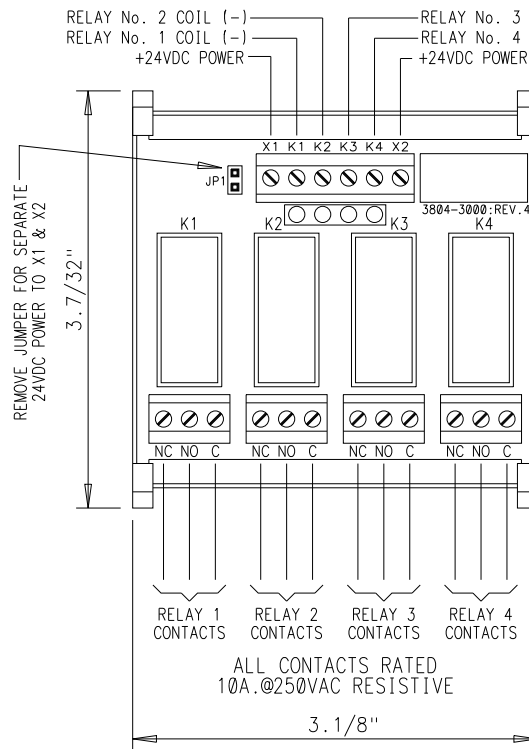 RELAY No. 2 COIL (-)
RELAY No. 1 COIL (-)
+24VDC POWER
RELAY No. 3
RELAY No. 4
+24VDC POWER
X1 K1 K2 K3 K4 X2
JP1
3804-3000:REV.4
REMOVE JUMPER FOR SEPARATE
24VDC POWER TO X1 & X2
3.7/32"
K1 K2 K3 K4
NC NO C NC NO C NC NO C NC NO C
RELAY 1
CONTACTS
RELAY 2
CONTACTS
RELAY 3
CONTACTS
RELAY 4
CONTACTS
ALL CONTACTS RATED
10A.@250VAC RESISTIVE
3.1/8"